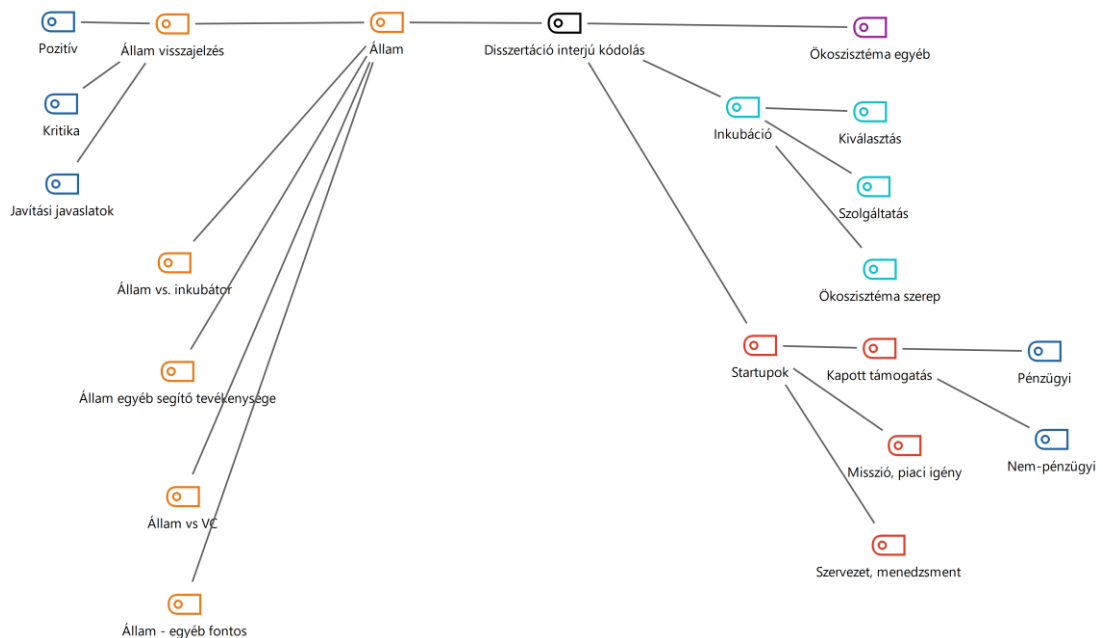 Pozitív
Állam visszajelzés
Állam
Disszertáció interjú kódolás
Ökoszisztéma egyéb
Kritika
Inkubáció
Kiválasztás
Javítási javaslatok
Szolgáltatás
Állam vs. inkubátor
Ökoszisztéma szerep
Startupok
Kapott támogatás
Pénzügyi
Állam egyéb segítő tevékenysége
Misszió, piaci igény
Nem-pénzügyi
Állam vs VC
Szervezet, menedzsment
Állam - egyéb fontos